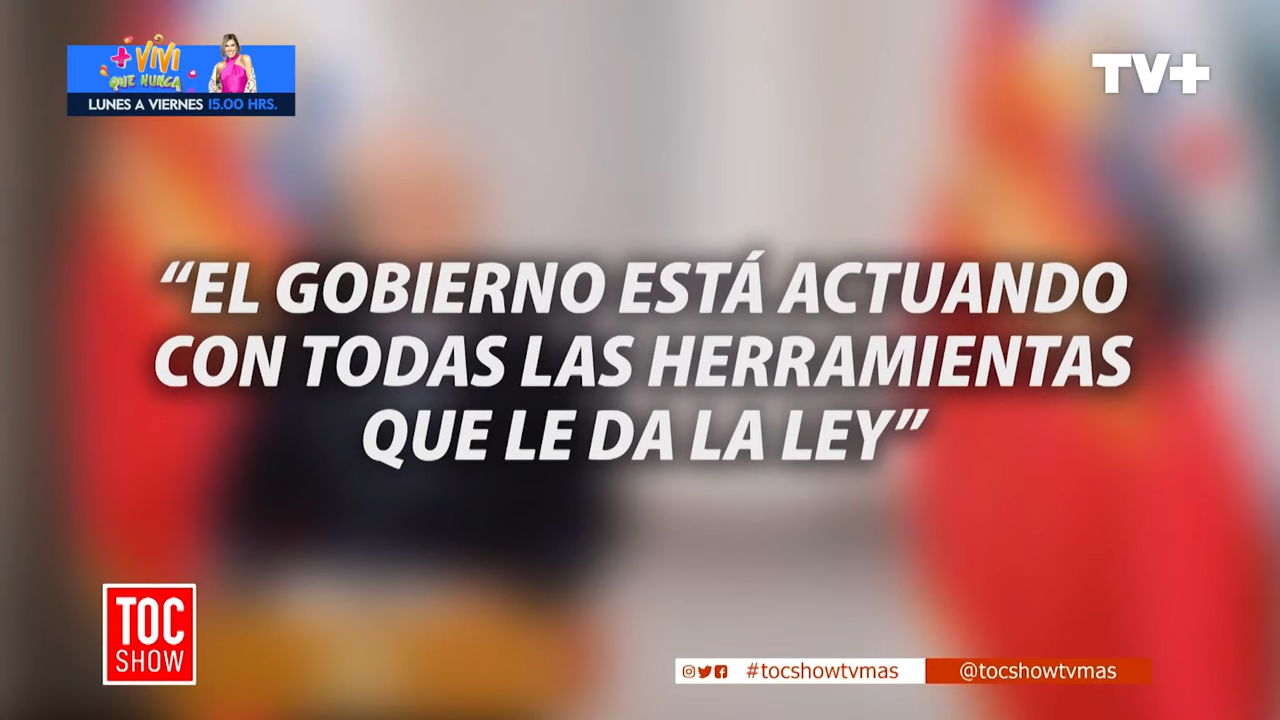 + VIVI
QUE NUNCA
LUNES A VIERNES 15.00 HRS.
TV+
“EL GOBIERNO ESTÁ ACTUANDO
CON TODAS LAS HERRAMIENTAS
QUE LE DA LA LEY”
TOC
SHOW
#tocshowtvmas
@tocshowtvmas